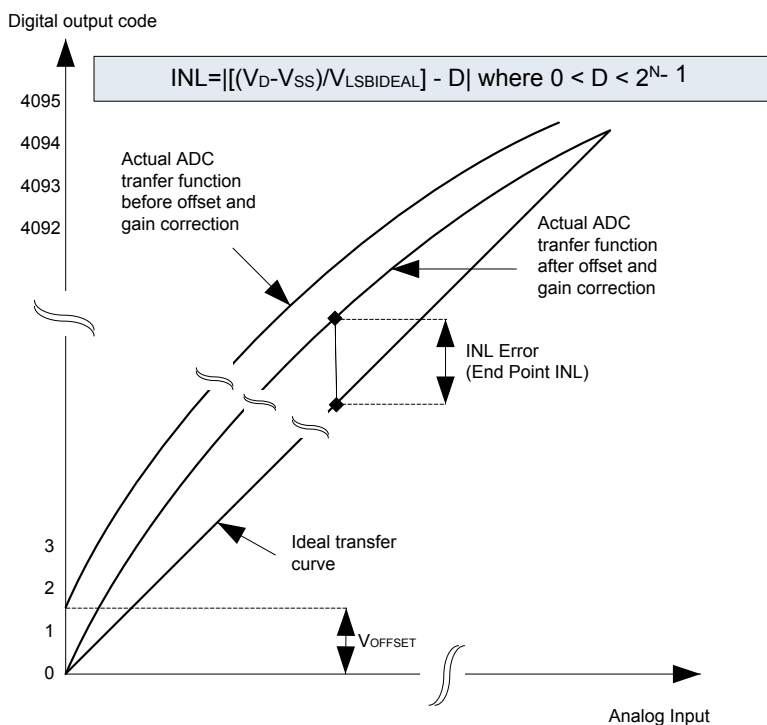 Digital output code
INL=|[(VD-VSS)/VLSBIDEAL] - D| where 0 < D < 2^N- 1
4095
4094
4093
4092
Actual ADC
tranfer function
before offset and
gain correction
Actual ADC
tranfer function
after offset and
gain correction
INL Error
(End Point INL)
Ideal transfer
curve
3
2
1
0
VOFFSET
Analog Input